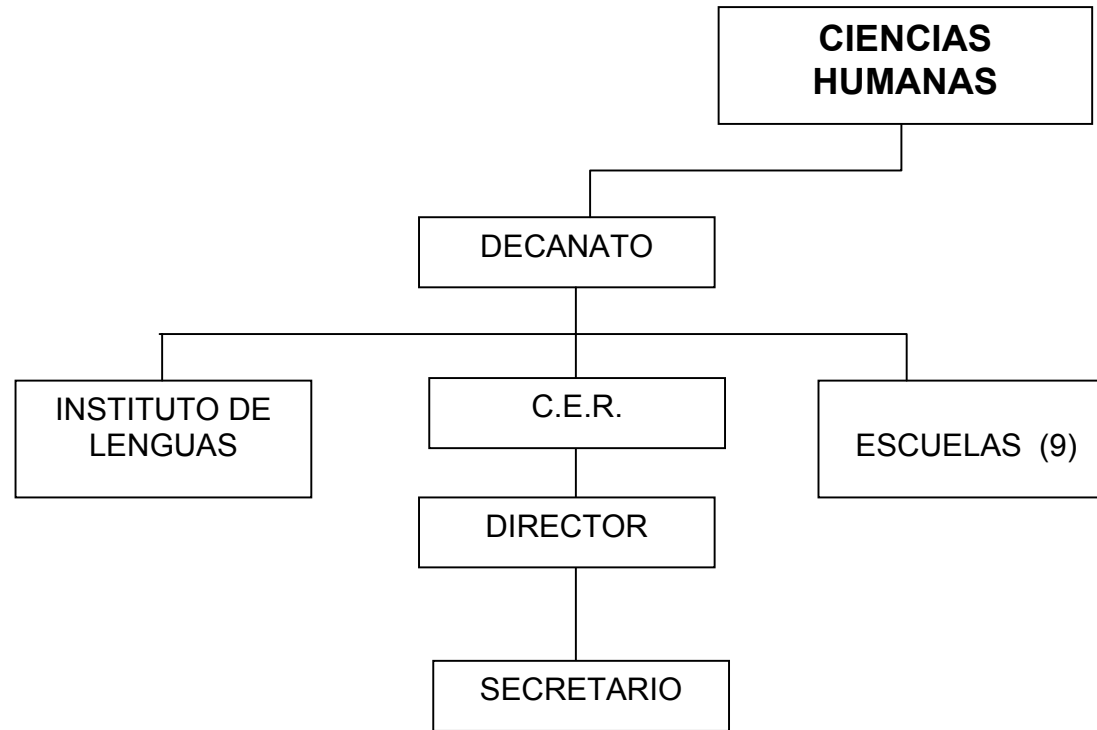 CIENCIAS
HUMANAS
DECANATO
INSTITUTO DE
LENGUAS
C.E.R.
ESCUELAS (9)
DIRECTOR
SECRETARIO